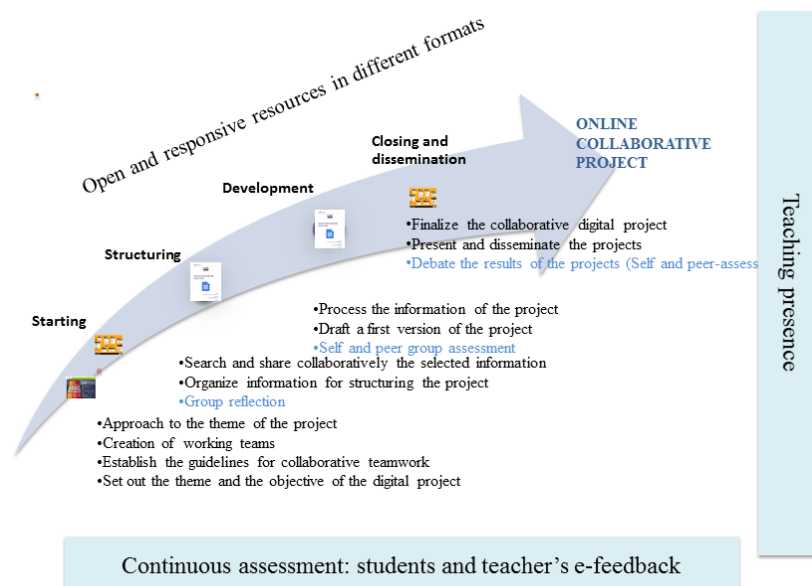 Open and responsive resources in different formats
ONLINE
COLLABORATIVE
PROJECT
Closing and
dissemination
Development
Structuring
Starting
•Finalize the collaborative digital project
•Present and disseminate the projects
•Debate the results of the projects (Self and peer-assess
•Process the information of the project
•Draft a first version of the project
•Self and peer group assessment
•Search and share collaboratively the selected information
•Organize information for structuring the project
•Group reflection
•Approach to the theme of the project
•Creation of working teams
•Establish the guidelines for collaborative teamwork
•Set out the theme and the objective of the digital project
Teaching presence
Continuous assessment: students and teacher’s e-feedback